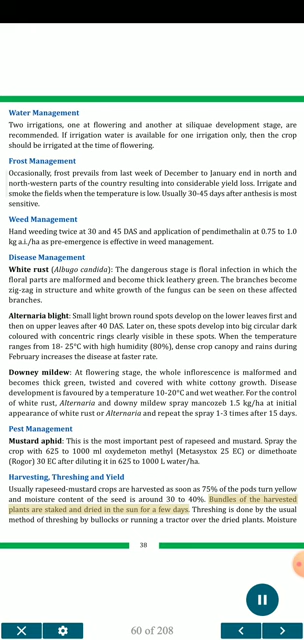 Water Management
Two irrigations, one at flowering and another at siliquae development stage, are
recommended. If irrigation water is available for one irrigation only, then the crop
should be irrigated at the time of flowering.
Frost Management
Occasionally, frost prevails from last week of December to January end in north and
north-western parts of the country resulting into considerable yield loss. Irrigate and
smoke the fields when the temperature is low. Usually 30-45 days after anthesis is most
sensitive.
Weed Management
Hand weeding twice at 30 and 45 DAS and application of pendimethalin at 0.75 to 1.0
kg a.i./ha as pre-emergence is effective in weed management.
Disease Management
White rust (Albugo candida): The dangerous stage is floral infection in which the
floral parts are malformed and become thick leathery green. The branches become
zig-zag in structure and white growth of the fungus can be seen on these affected
branches.
Alternaria blight: Small light brown round spots develop on the lower leaves first and
then on upper leaves after 40 DAS. Later on, these spots develop into big circular dark
coloured with concentric rings clearly visible in these spots. When the temperature
ranges from 18- 25°C with high humidity (80%), dense crop canopy and rains during
February increases the disease at faster rate.
Downey mildew: At flowering stage, the whole inflorescence is malformed and
becomes thick green, twisted and covered with white cottony growth. Disease
development is favoured by a temperature 10-20°C and wet weather. For the control
of white rust, Alternaria and downy mildew spray mancozeb 1.5 kg/ha at initial
appearance of white rust or Alternaria and repeat the spray 1-3 times after 15 days.
Pest Management
Mustard aphid: This is the most important pest of rapeseed and mustard. Spray the
crop with 625 to 1000 ml oxydemeton methyl (Metasystox 25 EC) or dimethoate
(Rogor) 30 EC after diluting it in 625 to 1000 L water/ha.
Harvesting, Threshing and Yield
Usually rapeseed-mustard crops are harvested as soon as 75% of the pods turn yellow
and moisture content of the seed is around 30 to 40%. Bundles of the harvested
plants are staked and dried in the sun for a few days. Threshing is done by the usual
method of threshing by bullocks or running a tractor over the dried plants. Moisture
38
60 of 208